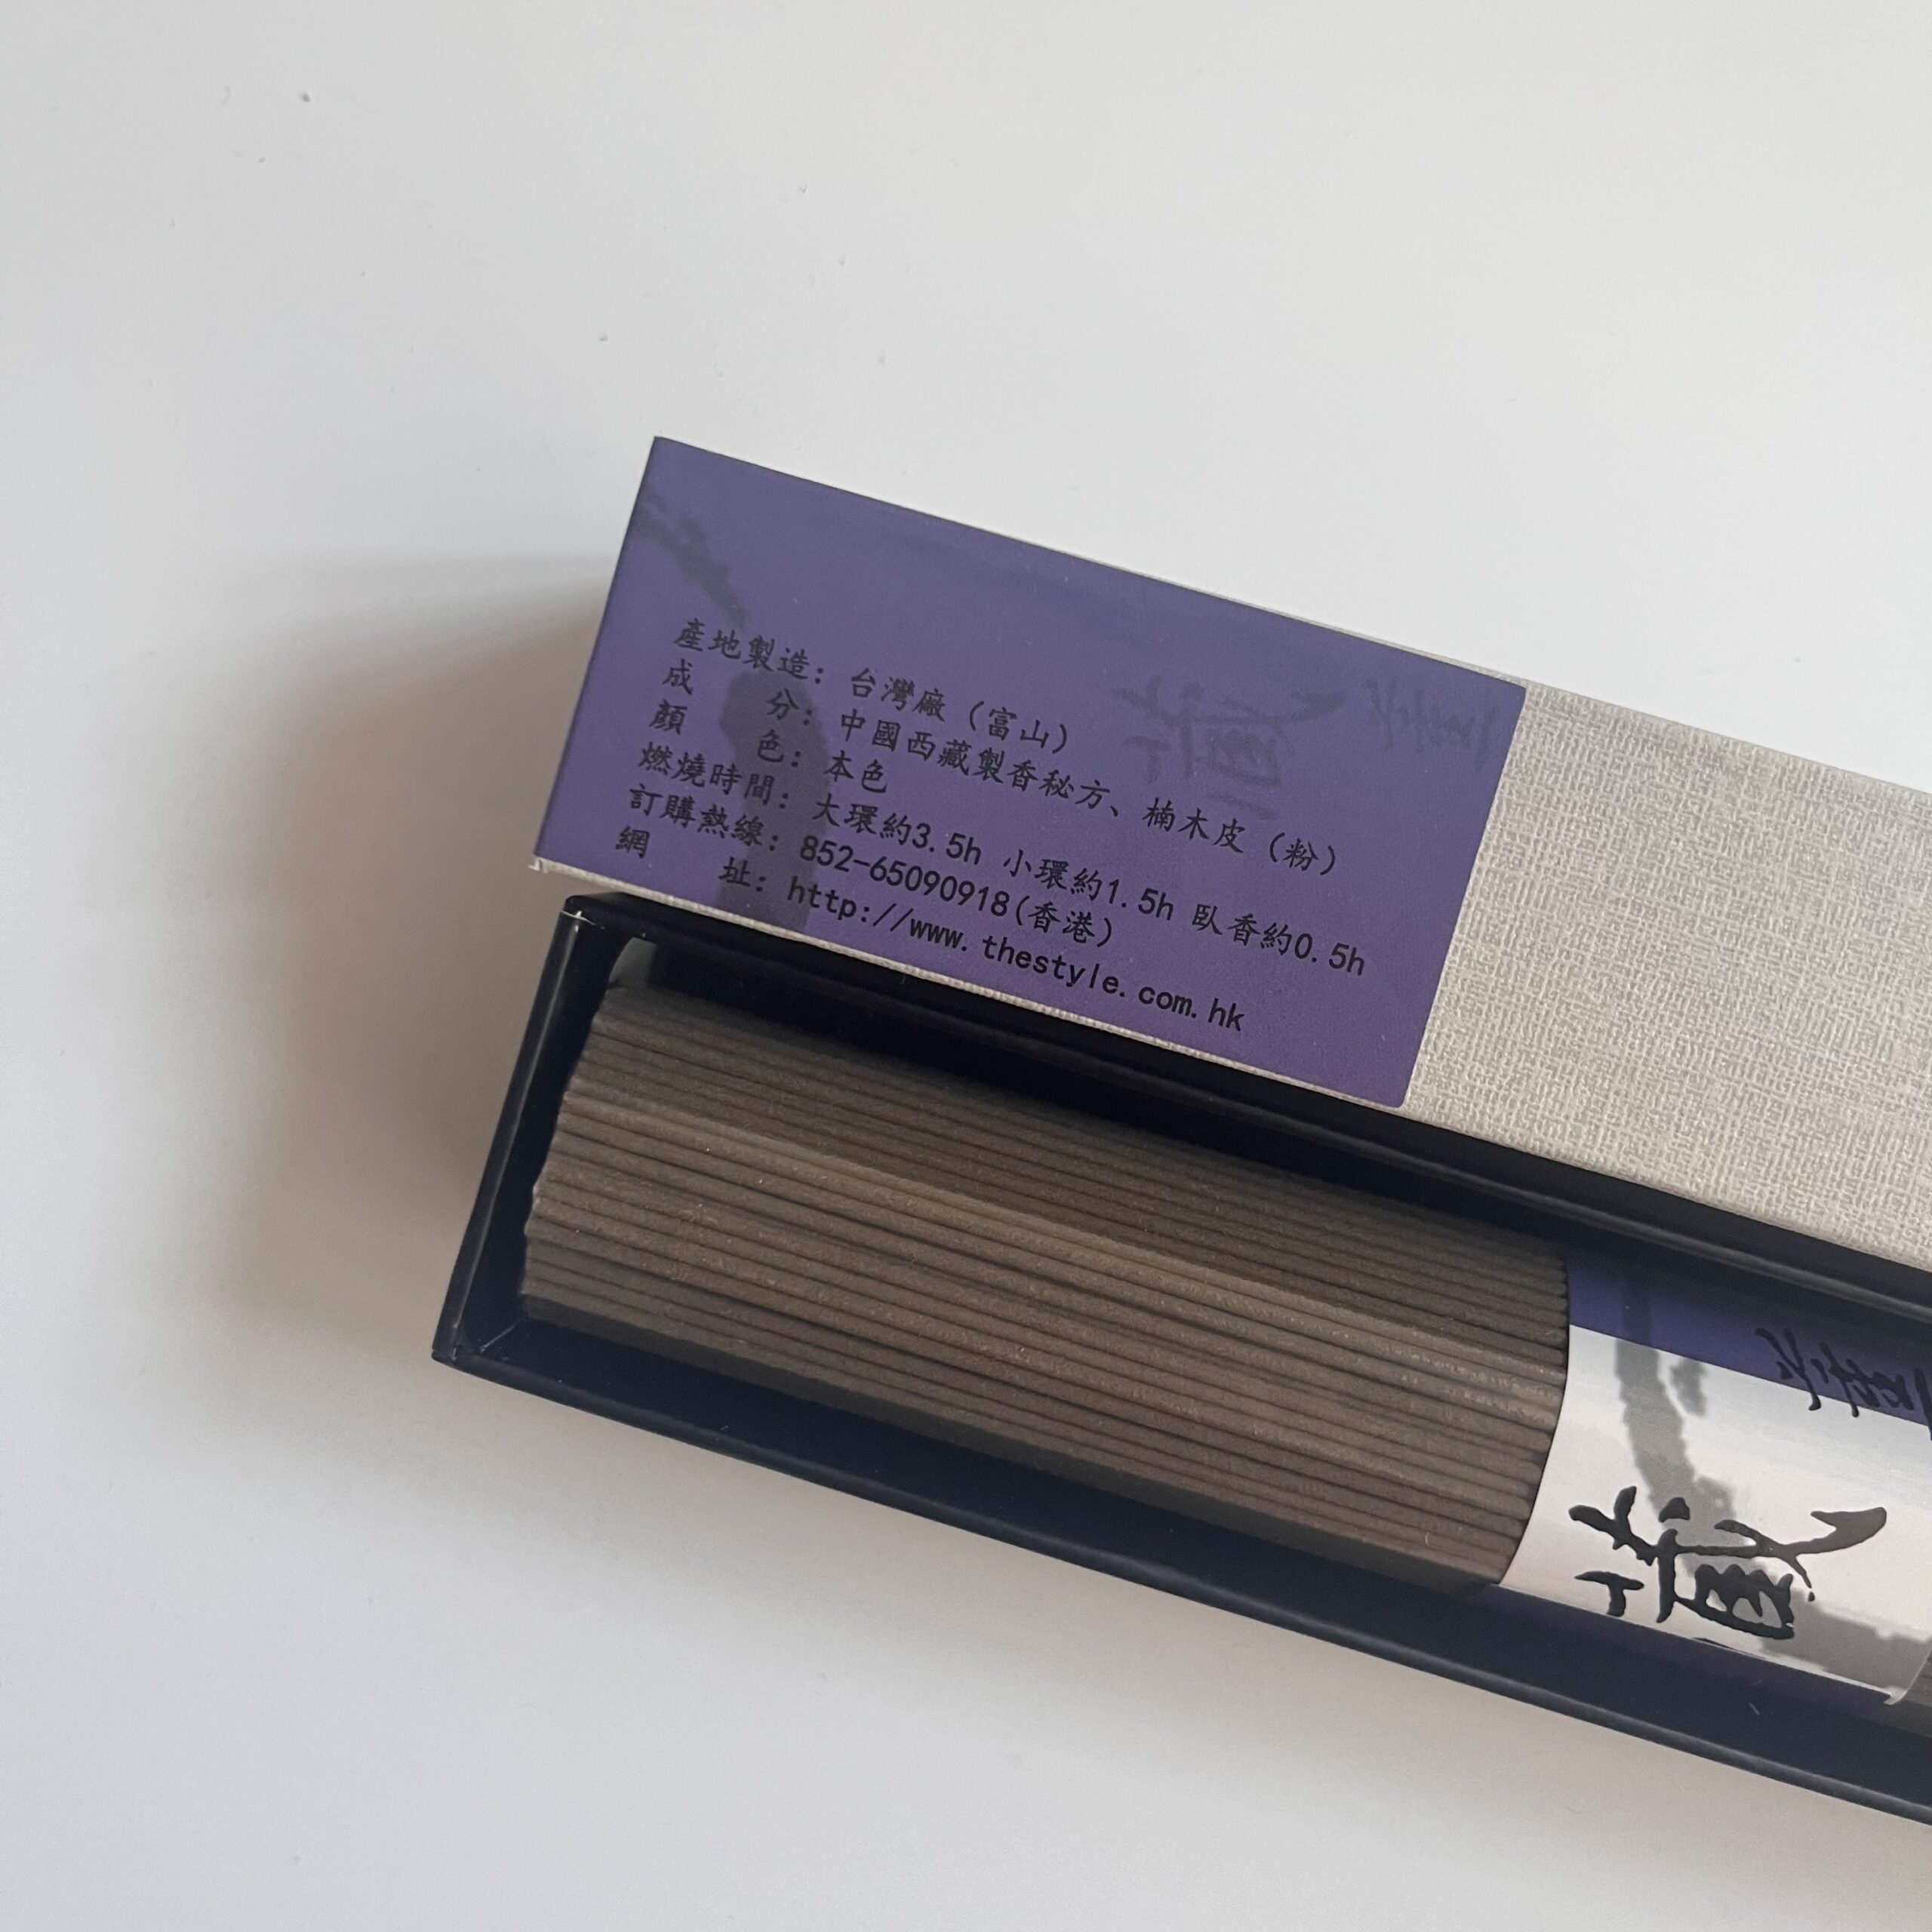 產地製造: 台灣廠 (富山)
成 分: 中國西藏製香秘方、楠木皮 (粉)
顏 色: 本色
燃燒時間: 大環約3.5h 小環約1.5h 臥香約0.5h
訂購熱線: 852-65090918(香港)
網 址: http://www.thestyle.com.hk
藏